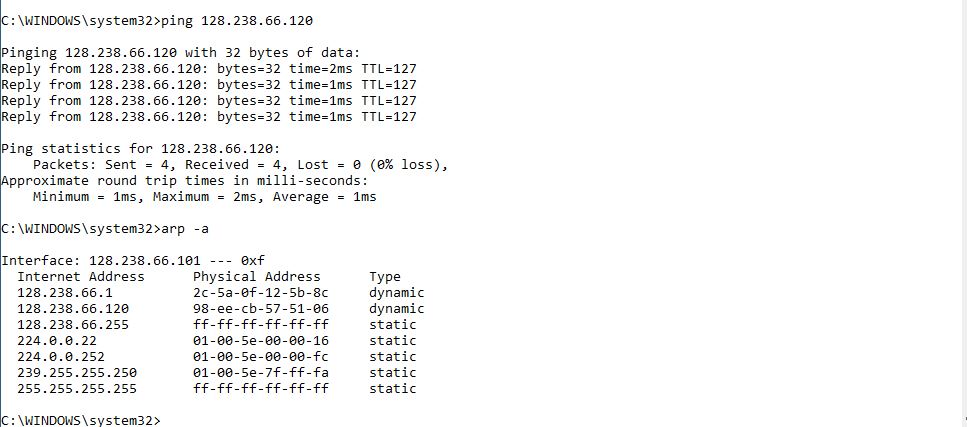 C:\WINDOWS\system32>ping 128.238.66.120
Pinging 128.238.66.120 with 32 bytes of data:
Reply from 128.238.66.120: bytes=32 time=2ms TTL=127
Reply from 128.238.66.120: bytes=32 time=1ms TTL=127
Reply from 128.238.66.120: bytes=32 time=1ms TTL=127
Reply from 128.238.66.120: bytes=32 time=1ms TTL=127
Ping statistics for 128.238.66.120:
    Packets: Sent = 4, Received = 4, Lost = 0 (0% loss),
Approximate round trip times in milli-seconds:
    Minimum = 1ms, Maximum = 2ms, Average = 1ms
C:\WINDOWS\system32>arp -a
Interface: 128.238.66.101 --- 0xf
  Internet Address      Physical Address      Type
  128.238.66.1          2c-5a-0f-12-5b-8c     dynamic
  128.238.66.120        98-ee-cb-57-51-06     dynamic
  128.238.66.255        ff-ff-ff-ff-ff-ff     static
  224.0.0.22            01-00-5e-00-00-16     static
  224.0.0.252           01-00-5e-00-00-fc     static
  239.255.255.250       01-00-5e-7f-ff-fa     static
  255.255.255.255       ff-ff-ff-ff-ff-ff     static
C:\WINDOWS\system32>